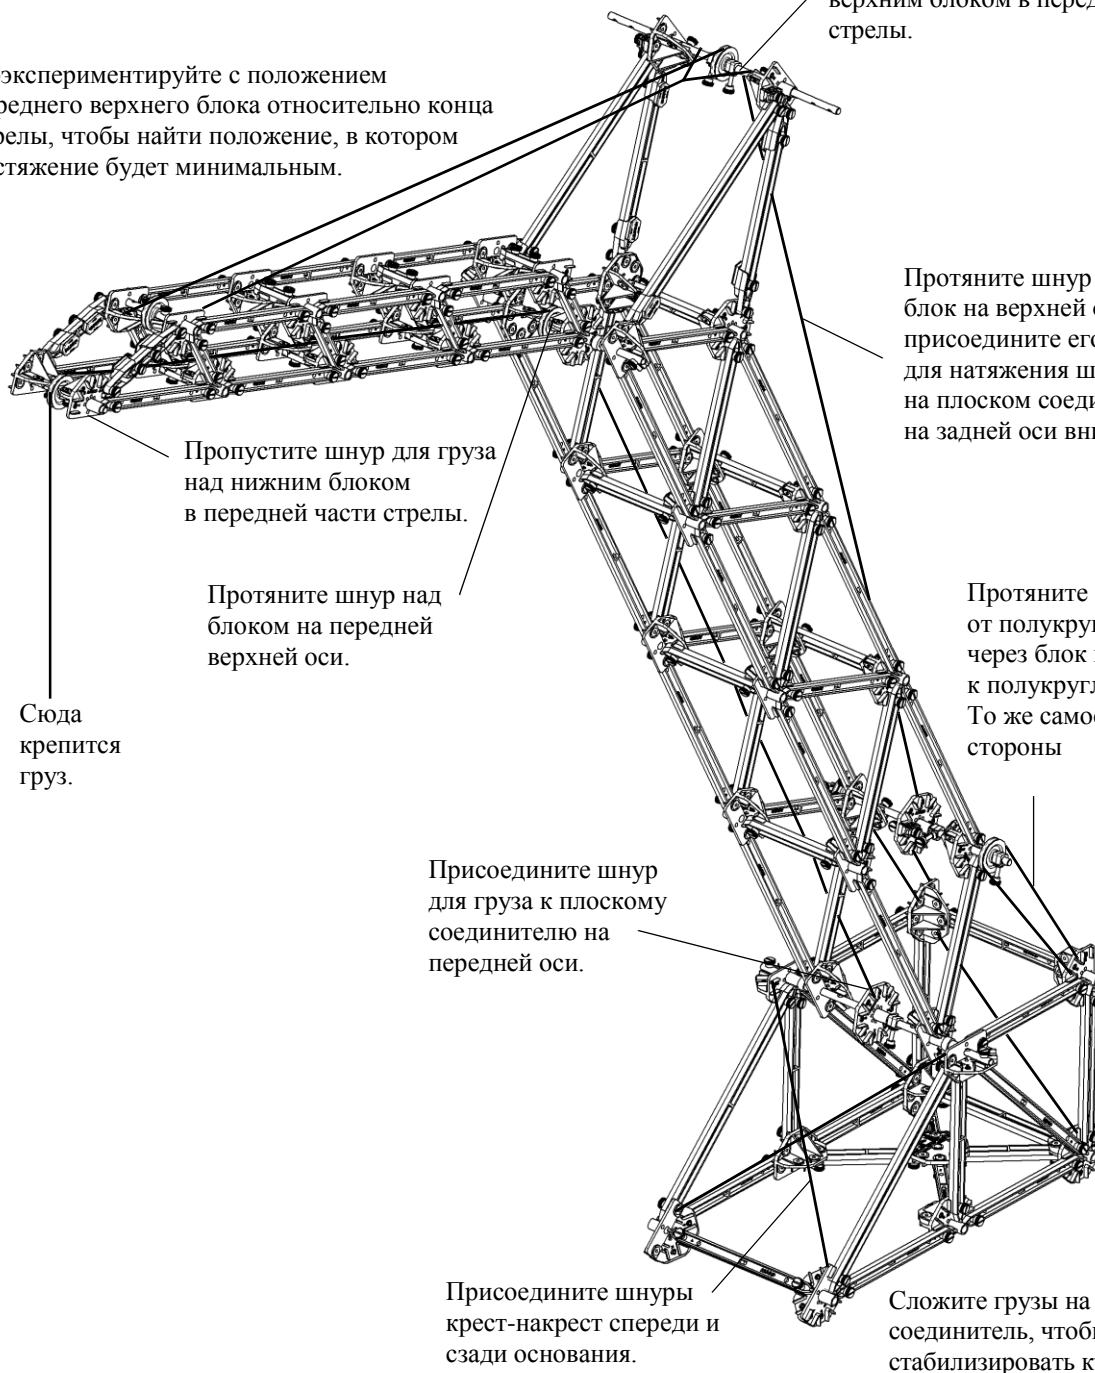 верхним блоком в перед
стрелы.
экспериментируйте с положением
реднего верхнего блока относительно конца
релы, чтобы найти положение, в котором
стяжение будет минимальным.
Протяните шнур
блок на верхней
присоедините его
для натяжения ш
на плоском соеди
на задней оси вн
Пропустите шнур для груза
над нижним блоком
в передней части стрелы.
Протяните шнур над
блоком на передней
верхней оси.
Протяните
от полукру
через блок
к полукругл
То же само
стороны
Сюда
крепится
груз.
Присоедините шнур
для груза к плоскому
соединителю на
передней оси.
Присоедините шнуры
крест-накрест спереди и
сзади основания.
Сложите грузы на
соединитель, чтоб
стабилизировать к